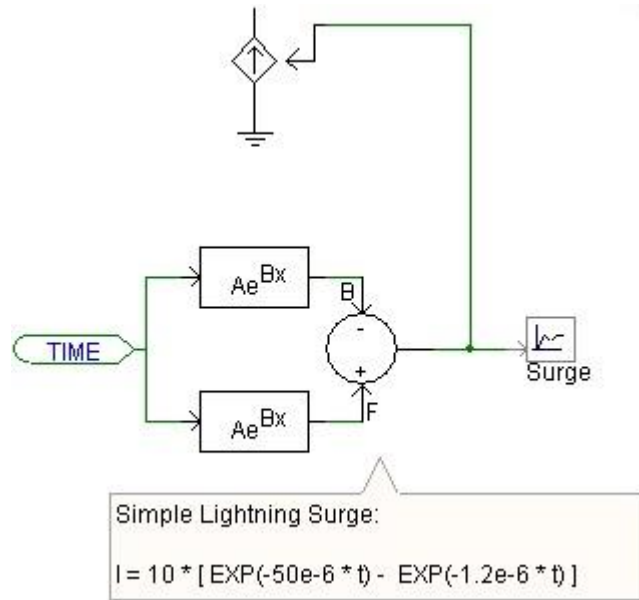 Ae^Bx
B
-
TIME
+
Surge
Ae^Bx
F
Simple Lightning Surge:
I = 10 * [ EXP(-50e-6 * t) - EXP(-1.2e-6 * t) ]